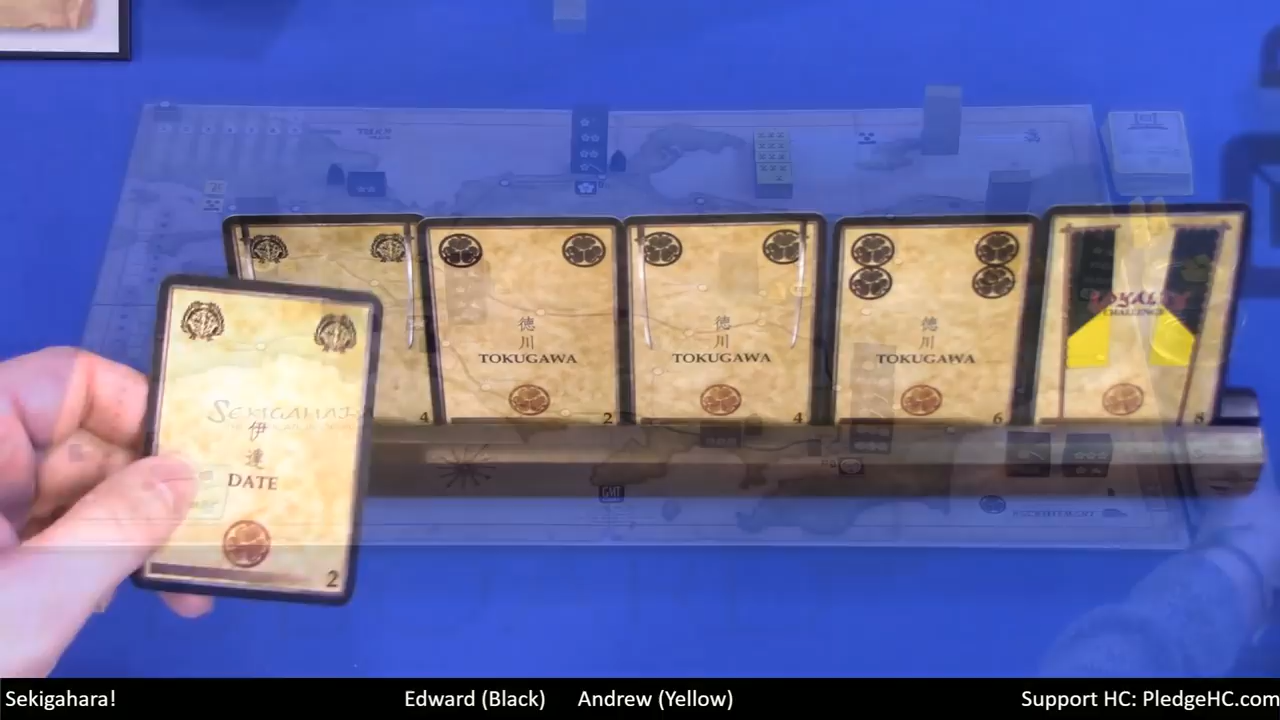 徳
川
TOKUGAWA
2
徳
川
TOKUGAWA
4
徳
川
TOKUGAWA
6
LOYALTY
CHALLENGE
8
4
SEKIGAHARA
伊
達
DATE
2
GMT
Sekigahara!
Edward (Black)
Andrew (Yellow)
Support HC: PledgeHC.com